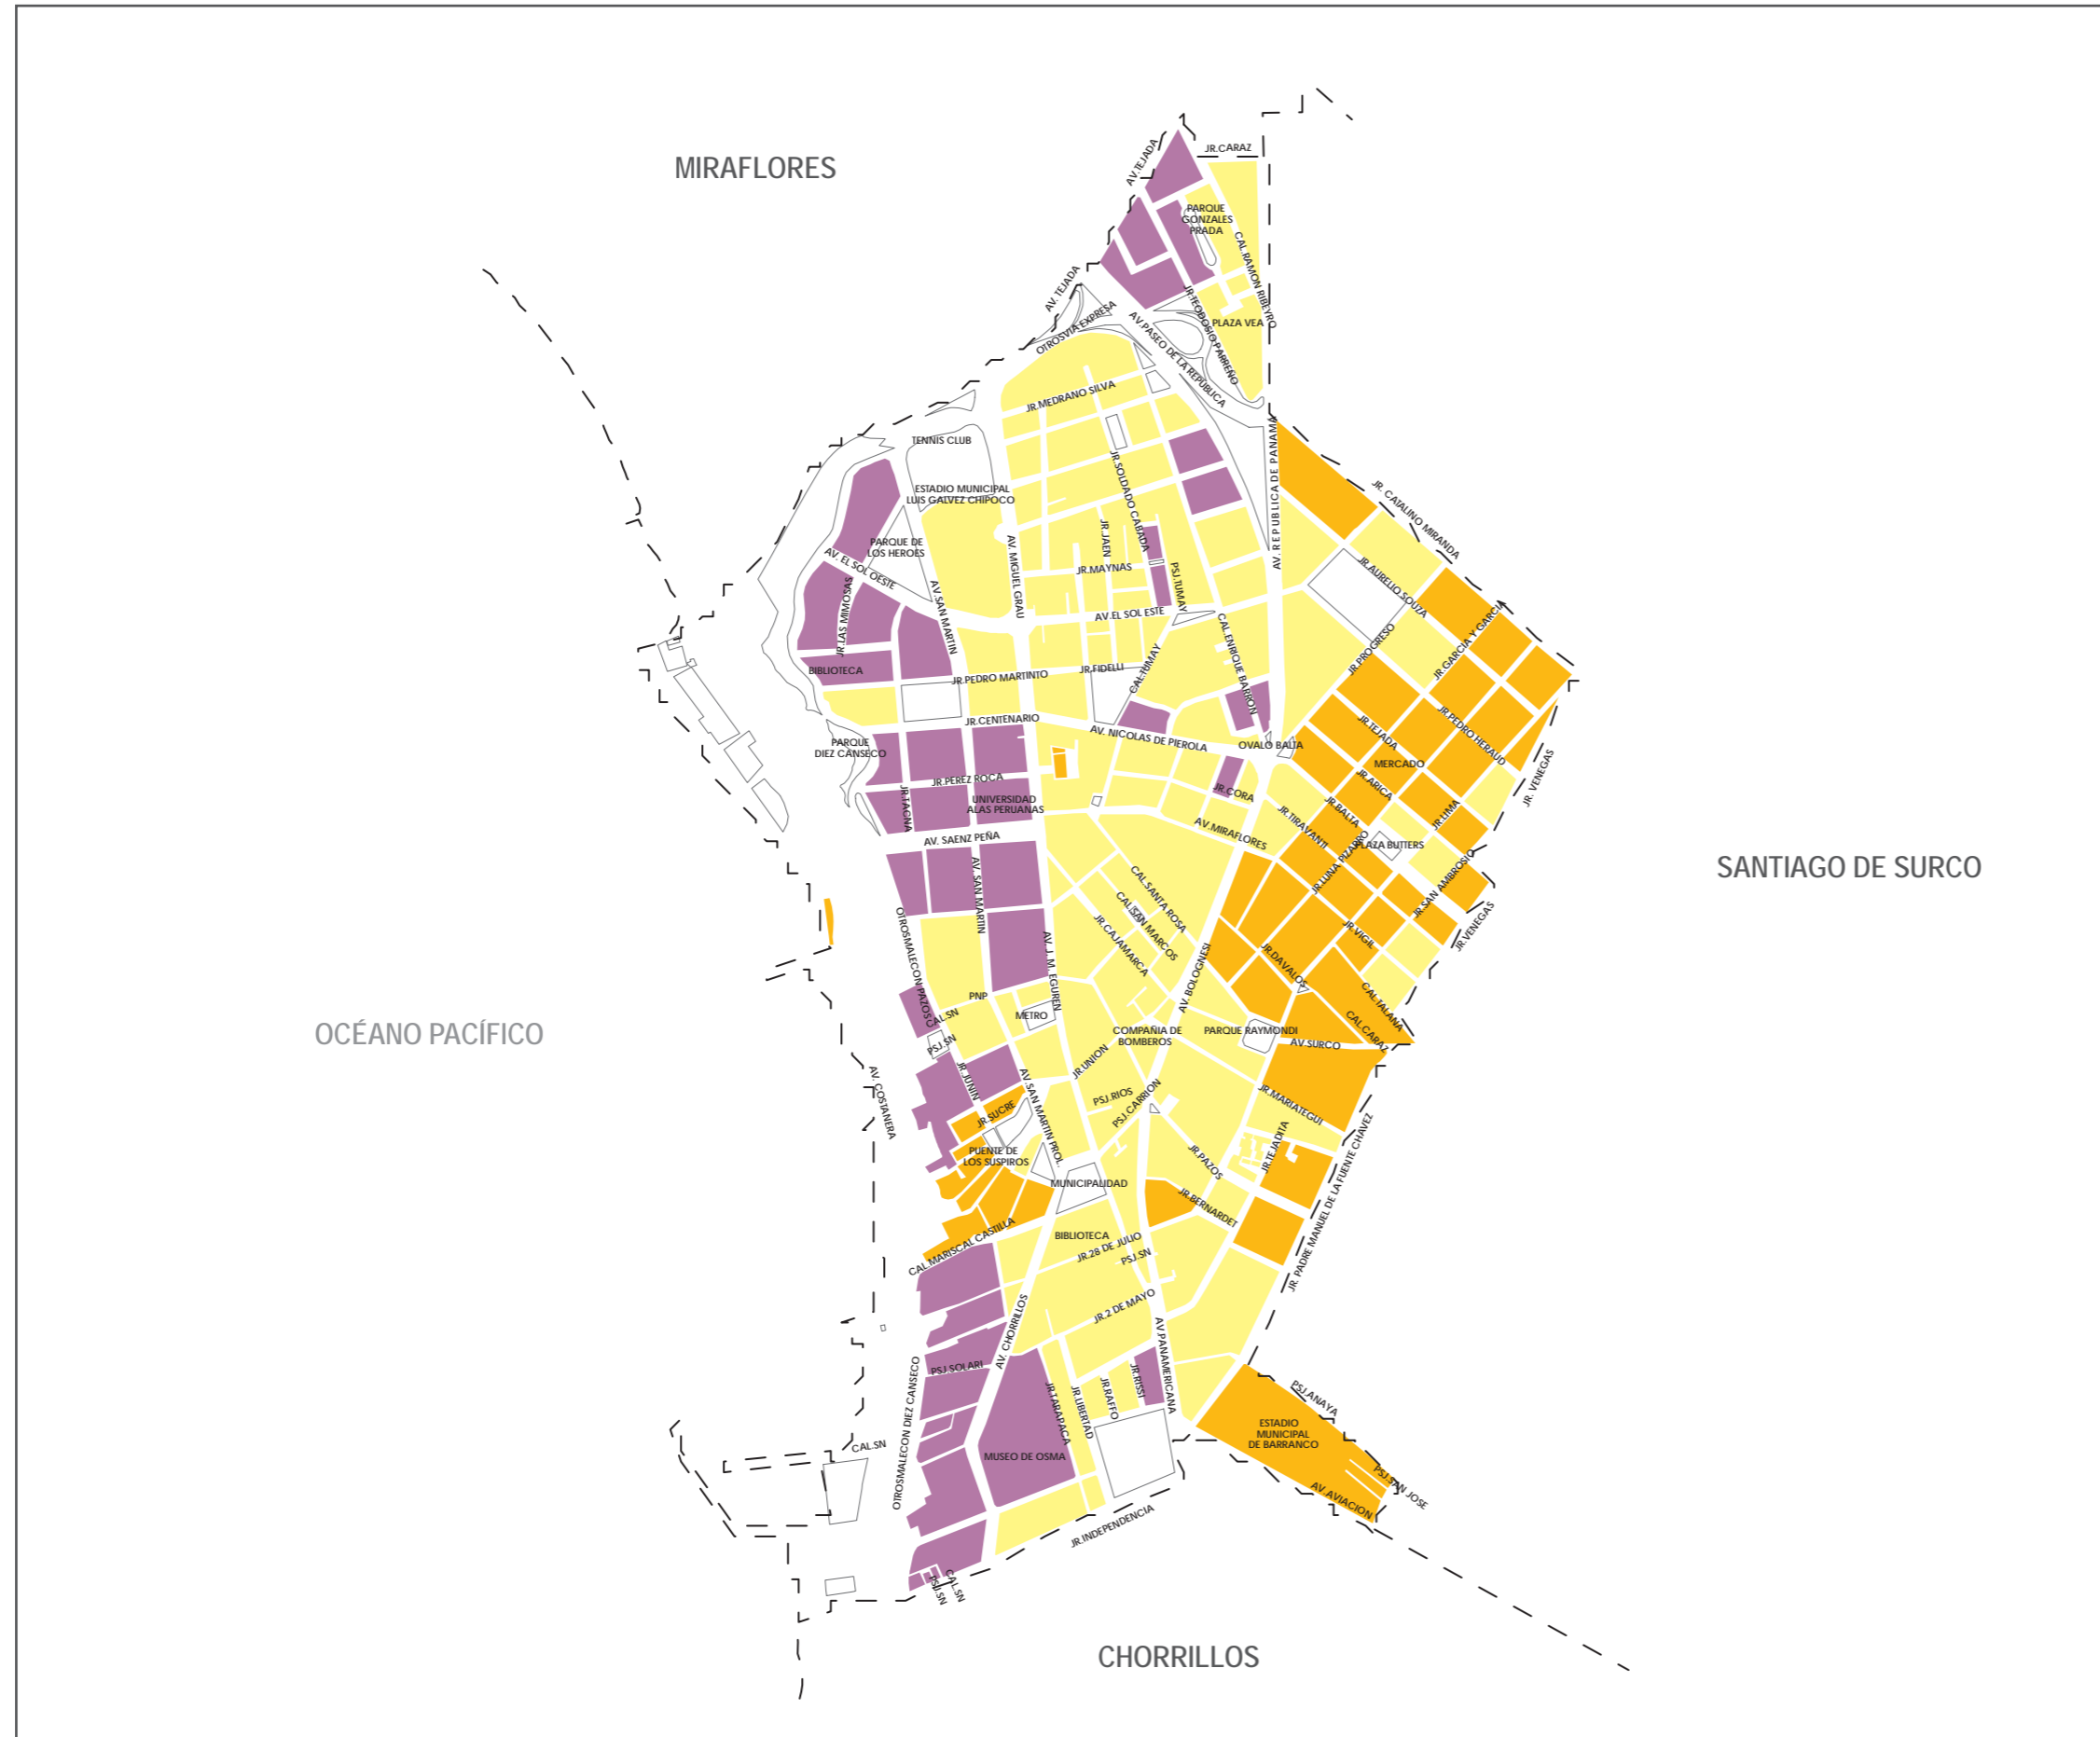 JR.CARAZ
AV.TEJADA
MIRAFLORES
PARQUE
GONZALES
PRADA
CAL.RAMON RIBEYRO
AV. TEJADA
OTROSVIA EXPRESA
JR.TEODOSIO PARREÑO
PLAZA VEA
AV.PASEO DE LA REPUBLICA
JR.MEDRANO SILVA
TENNIS CLUB
AV. REPUBLICA DE PANAMÁ
JR.SOLDADO CABADA
ESTADIO MUNICIPAL
LUIS GALVEZ CHIPOCO
JR. CATALINO MIRANDA
PARQUE DE
LOS HEROES
AV. EL SOL OESTE
AV. MIGUEL GRAU
JR.JAEN
JR.MAYNAS
PSJ.TUMAY
JR.AURELIO SOUZA
JR.LAS MIMOSAS
AV.SAN MARTIN
AV.EL SOL ESTE
CAL.ENRIQUE BARRON
JR.PROGRESO
JR.GARCIA Y GARCIA
BIBLIOTECA
JR.PEDRO MARTINTO
JR.FIDELLI
CAL.TUMAY
JR.CENTENARIO
AV. NICOLAS DE PIEROLA
OVALO BALTA
JR.TEJADA
JR.PEDRO HERAUD
PARQUE
DIEZ CANSECO
MERCADO
JR.PEREZ ROCA
JR.ARICA
JR. VENEGAS
JR.TACNA
UNIVERSIDAD
ALAS PERUANAS
JR.CORA
JR.BALTA
JR.LIMA
AV. SAENZ PEÑA
AV.MIRAFLORES
JR.TIRAVANTI
PLAZA BUTTERS
JR.LUNA PIZARRO
SANTIAGO DE SURCO
AV. SAN MARTIN
CAL.SANTA ROSA
CAL.SAN MARCOS
JR.SAN AMBROSIO
OTROSMALECON PAZOS
JR.CAJAMARCA
JR.VIGIL
JR.VENEGAS
AV. J. M. EGUREN
AV. BOLOGNESI
JR.DAVALOS
PNP
CAL.SN
METRO
CAL.TALANA
OCÉANO PACÍFICO
PSJ.SN
COMPAÑIA DE
BOMBEROS
PARQUE RAYMONDI
CAL.CARAZ
AV.SURCO
JR.JUNIN
JR.UNION
AV. COSTANERA
AV.SAN MARTIN PROL.
PSJ.RIOS
PSJ.CARRION
JR.MARIATEGUI
JR.SUCRE
PUENTE DE
LOS SUSPIROS
JR.PAZOS
JR.TEJADITA
MUNICIPALIDAD
JR.BERNARDET
JR. PADRE MANUEL DE LA FUENTE CHAVEZ
CAL.MARISCAL CASTILLA
BIBLIOTECA
JR.28 DE JULIO
PSJ.SN
JR.2 DE MAYO
AV. CHORRILLOS
AV.PANAMERICANA
PSJ.SOLARI
OTROSMALECON DIEZ CANSECO
JR.TARAPACA
JR.LIBERTAD
JR.RAFFO
JR.RISSI
PSJ.ANAYA
ESTADIO
MUNICIPAL
DE BARRANCO
CAL.SN
MUSEO DE OSMA
PSJ.SAN JOSE
AV.AVIACION
JR.INDEPENDENCIA
PSJ.SN
CAL.SN
CHORRILLOS